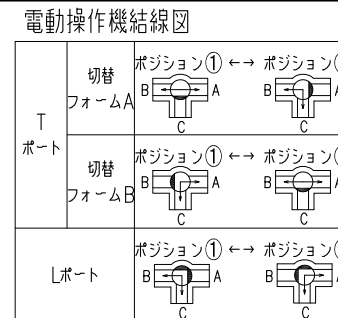 電動操作機結線図
Tポート
切替フォームA
ポジション① ←→ ポジション
B A B A
C C
切替フォームB
ポジション① ←→ ポジション
B A B A
C C
Lポート
ポジション① ←→ ポジション
B A B A
C C